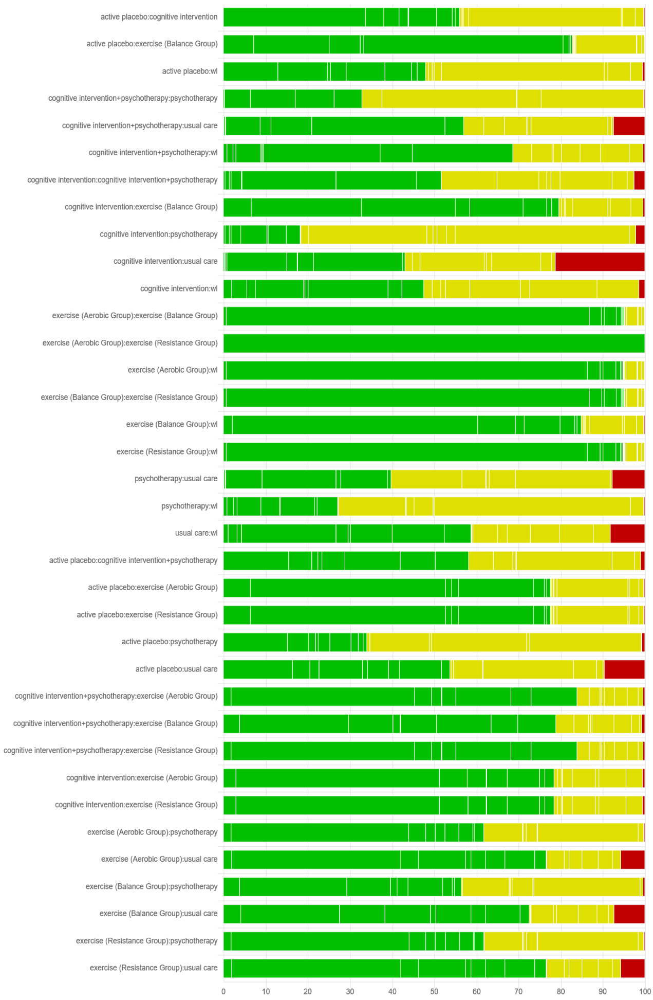 active placebo:cognitive intervention
active placebo:exercise (Balance Group)
active placebo:wl
cognitive intervention+psychotherapy:psychotherapy
cognitive intervention+psychotherapy:usual care
cognitive intervention+psychotherapy:wl
cognitive intervention:cognitive intervention+psychotherapy
cognitive intervention:exercise (Balance Group)
cognitive intervention:psychotherapy
cognitive intervention:usual care
cognitive intervention:wl
exercise (Aerobic Group):exercise (Balance Group)
exercise (Aerobic Group):exercise (Resistance Group)
exercise (Aerobic Group):wl
exercise (Balance Group):exercise (Resistance Group)
exercise (Balance Group):wl
exercise (Resistance Group):wl
psychotherapy:usual care
psychotherapy:wl
usual care:wl
active placebo:cognitive intervention+psychotherapy
active placebo:exercise (Aerobic Group)
active placebo:exercise (Resistance Group)
active placebo:psychotherapy
active placebo:usual care
cognitive intervention+psychotherapy:exercise (Aerobic Group)
cognitive intervention+psychotherapy:exercise (Balance Group)
cognitive intervention+psychotherapy:exercise (Resistance Group)
cognitive intervention:exercise (Aerobic Group)
cognitive intervention:exercise (Resistance Group)
exercise (Aerobic Group):psychotherapy
exercise (Aerobic Group):usual care
exercise (Balance Group):psychotherapy
exercise (Balance Group):usual care
exercise (Resistance Group):psychotherapy
exercise (Resistance Group):usual care
0 10 20 30 40 50 60 70 80 90 100